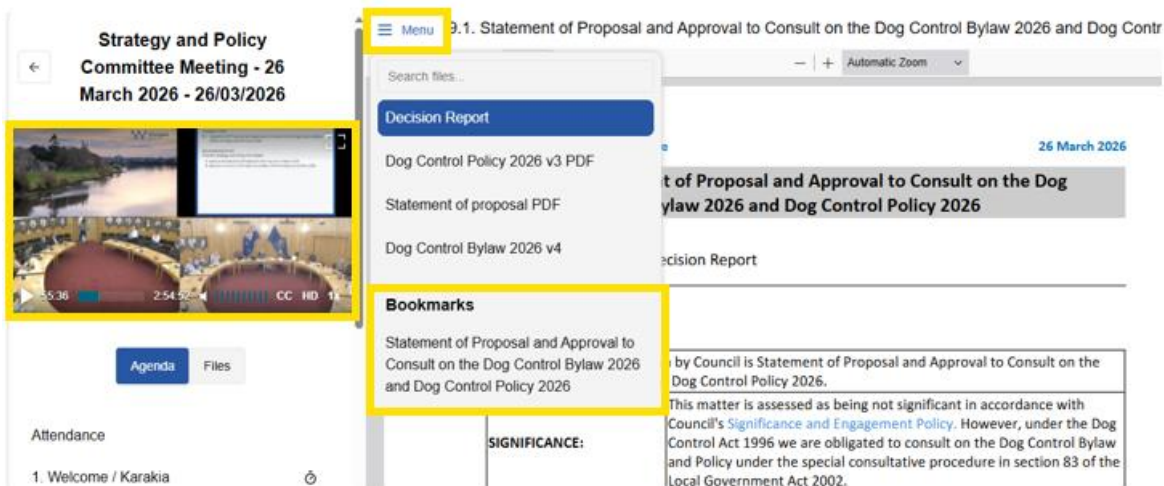 Strategy and Policy
Committee Meeting - 26
March 2026 - 26/03/2026
55:36
2:54:52
CC HD 1x
Agenda
Files
Attendance
1. Welcome / Karakia
Menu
9.1. Statement of Proposal and Approval to Consult on the Dog Control Bylaw 2026 and Dog Contr
Automatic Zoom
Search files...
Decision Report
Dog Control Policy 2026 v3 PDF
Statement of proposal PDF
Dog Control Bylaw 2026 v4
Bookmarks
Statement of Proposal and Approval to
Consult on the Dog Control Bylaw 2026
and Dog Control Policy 2026
26 March 2026
t of Proposal and Approval to Consult on the Dog
ylaw 2026 and Dog Control Policy 2026
ecision Report
by Council is Statement of Proposal and Approval to Consult on the
Dog Control Policy 2026.
SIGNIFICANCE:
This matter is assessed as being not significant in accordance with
Council's Significance and Engagement Policy. However, under the Dog
Control Act 1996 we are obligated to consult on the Dog Control Bylaw
and Policy under the special consultative procedure in section 83 of the
Local Government Act 2002.